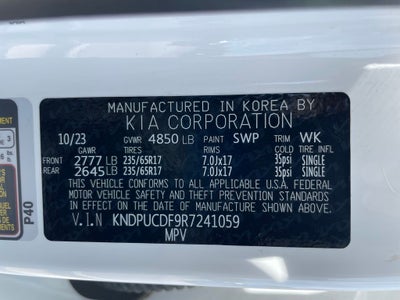 MANUFACTURED IN KOREA BY
KIA CORPORATION
10/23 GVWR 4850 LB PAINT SWP TRIM WK
GAWR TIRES RIMS COLD TIRE INFL
FRONT 2777 LB 235/65R17 7.0Jx17 35psi SINGLE
REAR 2645 LB 235/65R17 7.0Jx17 35psi SINGLE
THIS VEHICLE CONFORMS TO ALL APPLICABLE U.S.A. FEDERAL
MOTOR VEHICLE SAFETY AND THEFT PREVENTION STANDARDS
IN EFFECT ON THE DATE OF MANUFACTURE SHOWN ABOVE.
V.I.N KNDPUCDF9R7241059
MPV
P40